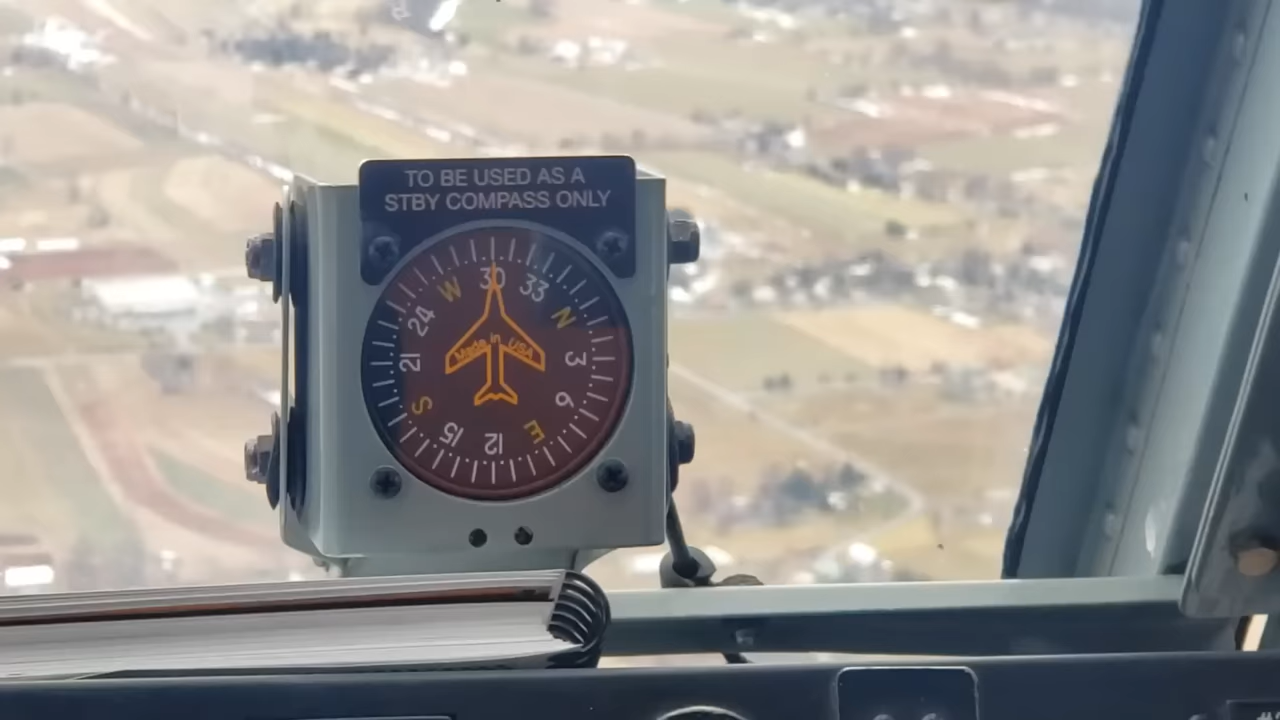 TO BE USED AS A
STBY COMPASS ONLY
30
33
N
3
6
E
12
15
S
21
24
W
Made in USA